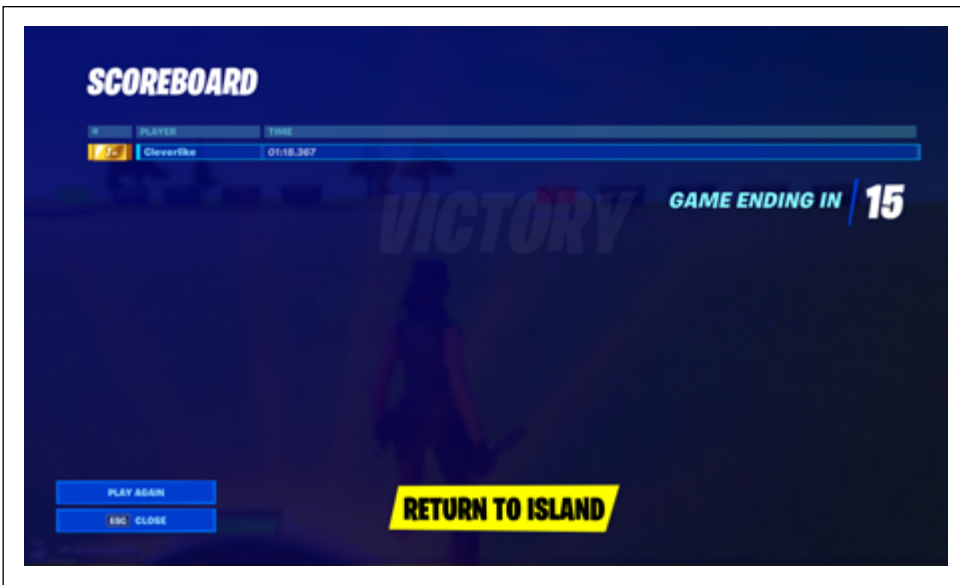 SCOREBOARD
# PLAYER TIME
Cleverlike 01:18.367
VICTORY
GAME ENDING IN 15
PLAY AGAIN
ESC CLOSE
RETURN TO ISLAND